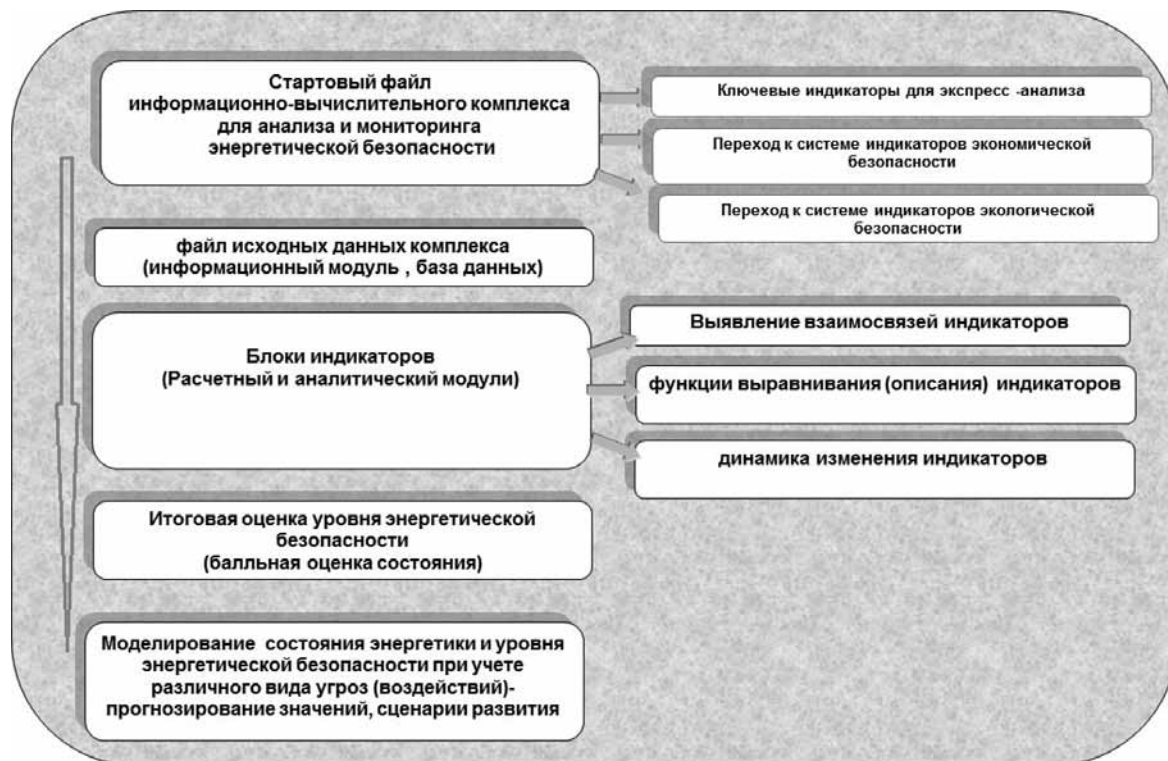 Стартовый файл
информационно-вычислительного комплекса
для анализа и мониторинга
энергетической безопасности
Ключевые индикаторы для экспресс -анализа
Переход к системе индикаторов экономической
безопасности
Переход к системе индикаторов экологической
безопасности
файл исходных данных комплекса
(информационный модуль , база данных)
Блоки индикаторов
(Расчетный и аналитический модули)
Выявление взаимосвязей индикаторов
функции выравнивания (описания) индикаторов
динамика изменения индикаторов
Итоговая оценка уровня энергетической
безопасности
(балльная оценка состояния)
Моделирование состояния энергетики и уровня
энергетической безопасности при учете
различного вида угроз (воздействий)-
прогнозирование значений, сценарии развития